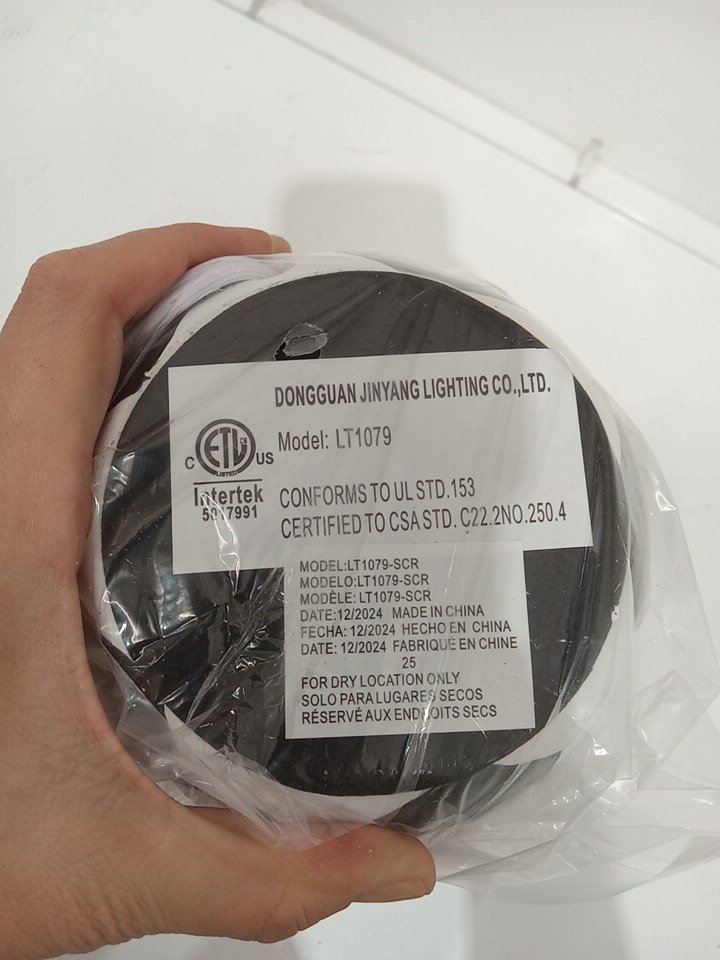 DONGGUAN JINYANG LIGHTING CO.,LTD.
C ETL CM US
LISTED
Model: LT1079
Intertek
5017991
CONFORMS TO UL STD.153
CERTIFIED TO CSA STD. C22.2NO.250.4
MODEL:LT1079-SCR
MODELO:LT1079-SCR
MODÈLE: LT1079-SCR
DATE:12/2024 MADE IN CHINA
FECHA: 12/2024 HECHO EN CHINA
DATE: 12/2024 FABRIQUÉ EN CHINE
25
FOR DRY LOCATION ONLY
SOLO PARA LUGARES SECOS
RÉSERVÉ AUX ENDROITS SECS